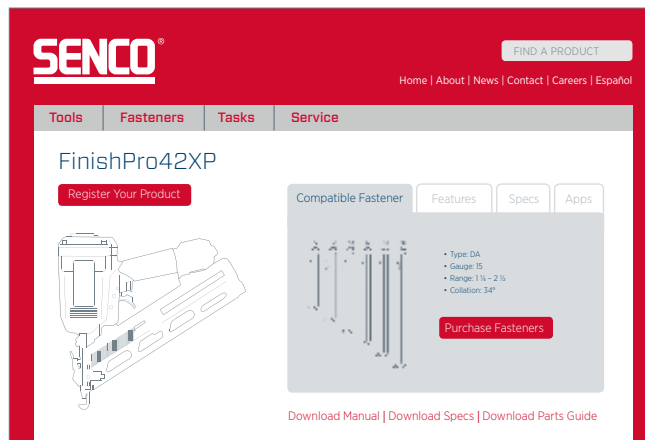 SENCO®
FIND A PRODUCT
Home | About | News | Contact | Careers | Español
Tools Fasteners Tasks Service
FinishPro42XP
Register Your Product
Compatible Fastener Features Specs Apps
• Type: DA
• Gauge: 15
• Range: 1 ¼ – 2 ½
• Collation: 34°
Purchase Fasteners
Download Manual | Download Specs | Download Parts Guide